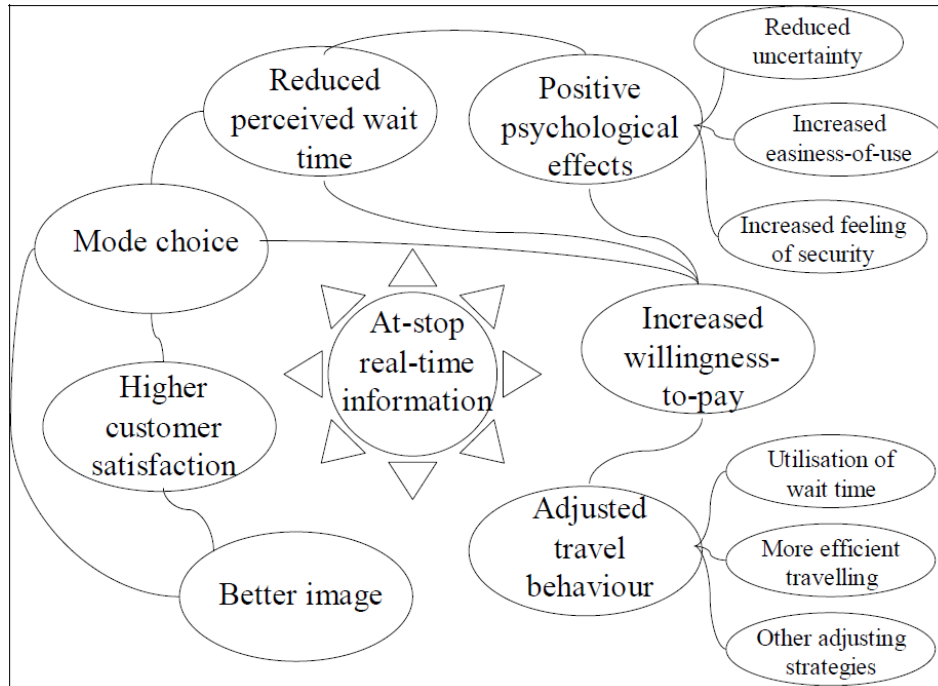 Reduced
perceived wait
time
Positive
psychological
effects
Reduced
uncertainty
Increased
easiness-of-use
Increased feeling
of security
Mode choice
At-stop
real-time
information
Increased
willingness-
to-pay
Higher
customer
satisfaction
Better image
Adjusted
travel
behaviour
Utilisation of
wait time
More efficient
travelling
Other adjusting
strategies